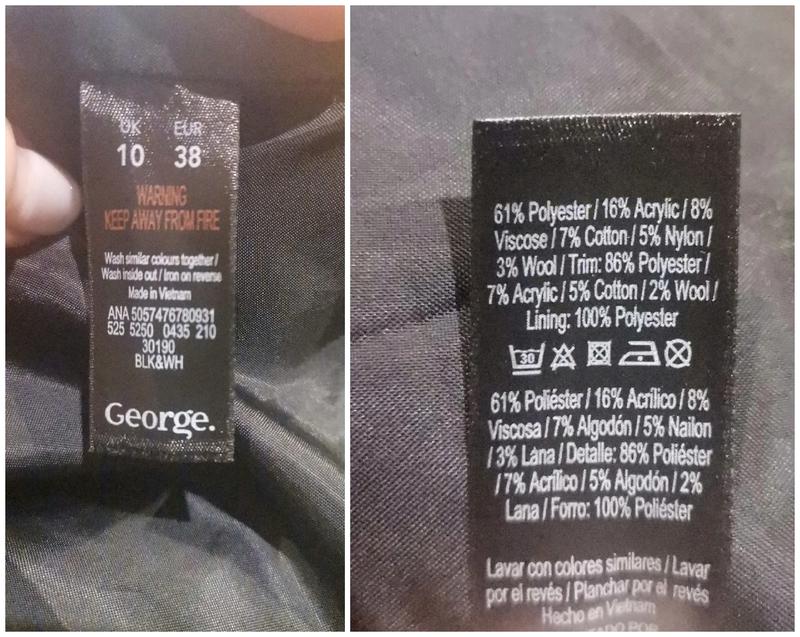 UK EUR
10 38
WARNING
KEEP AWAY FROM FIRE
Wash similar colours together /
Wash inside out / Iron on reverse
Made in Vietnam
ANA 5057476780931
525 5250 0435 210
30190
BLK&WH
George.
61% Polyester / 16% Acrylic / 8%
Viscose / 7% Cotton / 5% Nylon /
3% Wool / Trim: 86% Polyester /
7% Acrylic / 5% Cotton / 2% Wool /
Lining: 100% Polyester
30
61% Poliéster / 16% Acrílico / 8%
Viscosa / 7% Algodón / 5% Nailon
/ 3% Lana / Detalle: 86% Poliéster
/ 7% Acrílico / 5% Algodón / 2%
Lana / Forro: 100% Poliéster
Lavar con colores similares / Lavar
por el revés / Planchar por el revés
Hecho en Vietnam